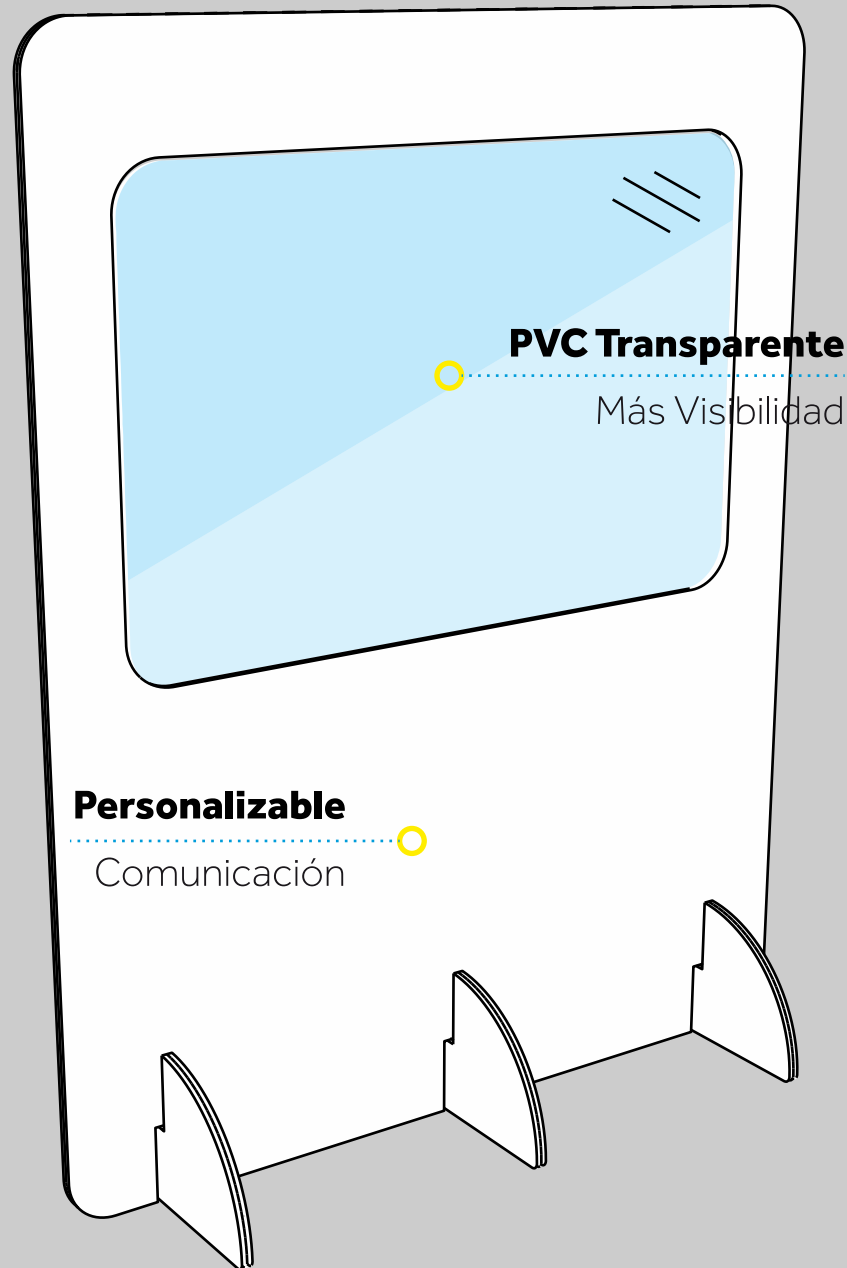 PVC Transparente
Más Visibilidad
Personalizable
Comunicación